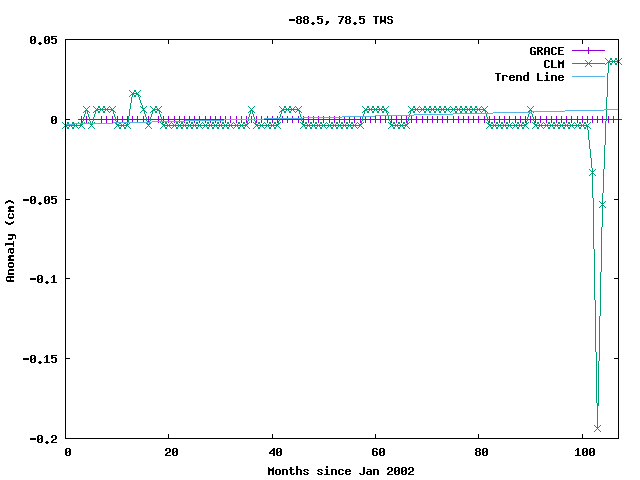 -88.5, 78.5 TWS
GRACE
CLM
Trend Line
0.05
0
-0.05
-0.1
-0.15
-0.2
Anomaly (cm)
0 20 40 60 80 100
Months since Jan 2002